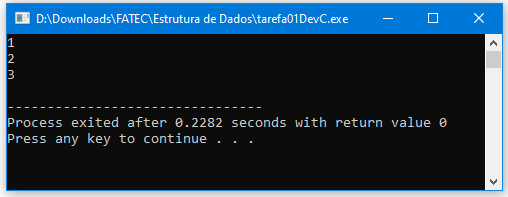 D:\Downloads\FATEC\Estrutura de Dados\tarefa01DevC.exe
1
2
3
--------------------------------
Process exited after 0.2282 seconds with return value 0
Press any key to continue . . .